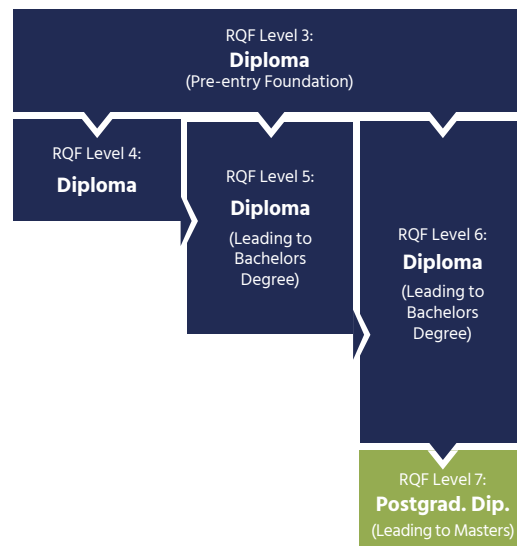 RQF Level 3:
Diploma
(Pre-entry Foundation)
RQF Level 4:
Diploma
RQF Level 5:
Diploma
(Leading to
Bachelors
Degree)
RQF Level 6:
Diploma
(Leading to
Bachelors
Degree)
RQF Level 7:
Postgrad. Dip.
(Leading to Masters)